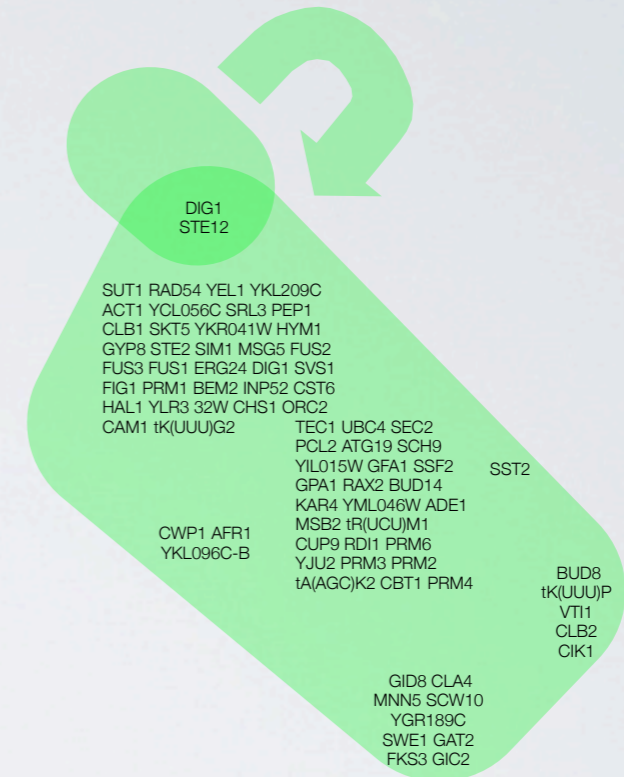 DIG1
STE12
SUT1 RAD54 YEL1 YKL209C
ACT1 YCL056C SRL3 PEP1
CLB1 SKT5 YKR041W HYM1
GYP8 STE2 SIM1 MSG5 FUS2
FUS3 FUS1 ERG24 DIG1 SVS1
FIG1 PRM1 BEM2 INP52 CST6
HAL1 YLR3 32W CHS1 ORC2
CAM1 tK(UUU)G2
TEC1 UBC4 SEC2
PCL2 ATG19 SCH9
YIL015W GFA1 SSF2
GPA1 RAX2 BUD14
KAR4 YML046W ADE1
MSB2 tR(UCU)M1
CUP9 RDI1 PRM6
YJU2 PRM3 PRM2
tA(AGC)K2 CBT1 PRM4
SST2
CWP1 AFR1
YKL096C-B
BUD8
tK(UUU)P
VTI1
CLB2
CIK1
GID8 CLA4
MNN5 SCW10
YGR189C
SWE1 GAT2
FKS3 GIC2